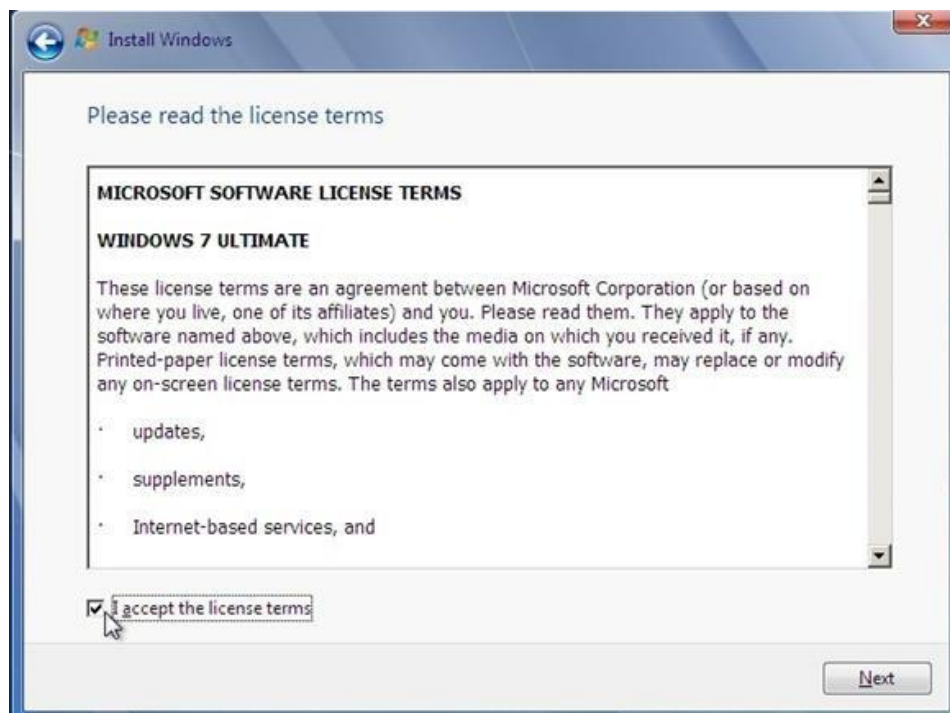 Install Windows
Please read the license terms
MICROSOFT SOFTWARE LICENSE TERMS
WINDOWS 7 ULTIMATE
These license terms are an agreement between Microsoft Corporation (or based on
where you live, one of its affiliates) and you. Please read them. They apply to the
software named above, which includes the media on which you received it, if any.
Printed-paper license terms, which may come with the software, may replace or modify
any on-screen license terms. The terms also apply to any Microsoft
· updates,
· supplements,
· Internet-based services, and
I accept the license terms
Next